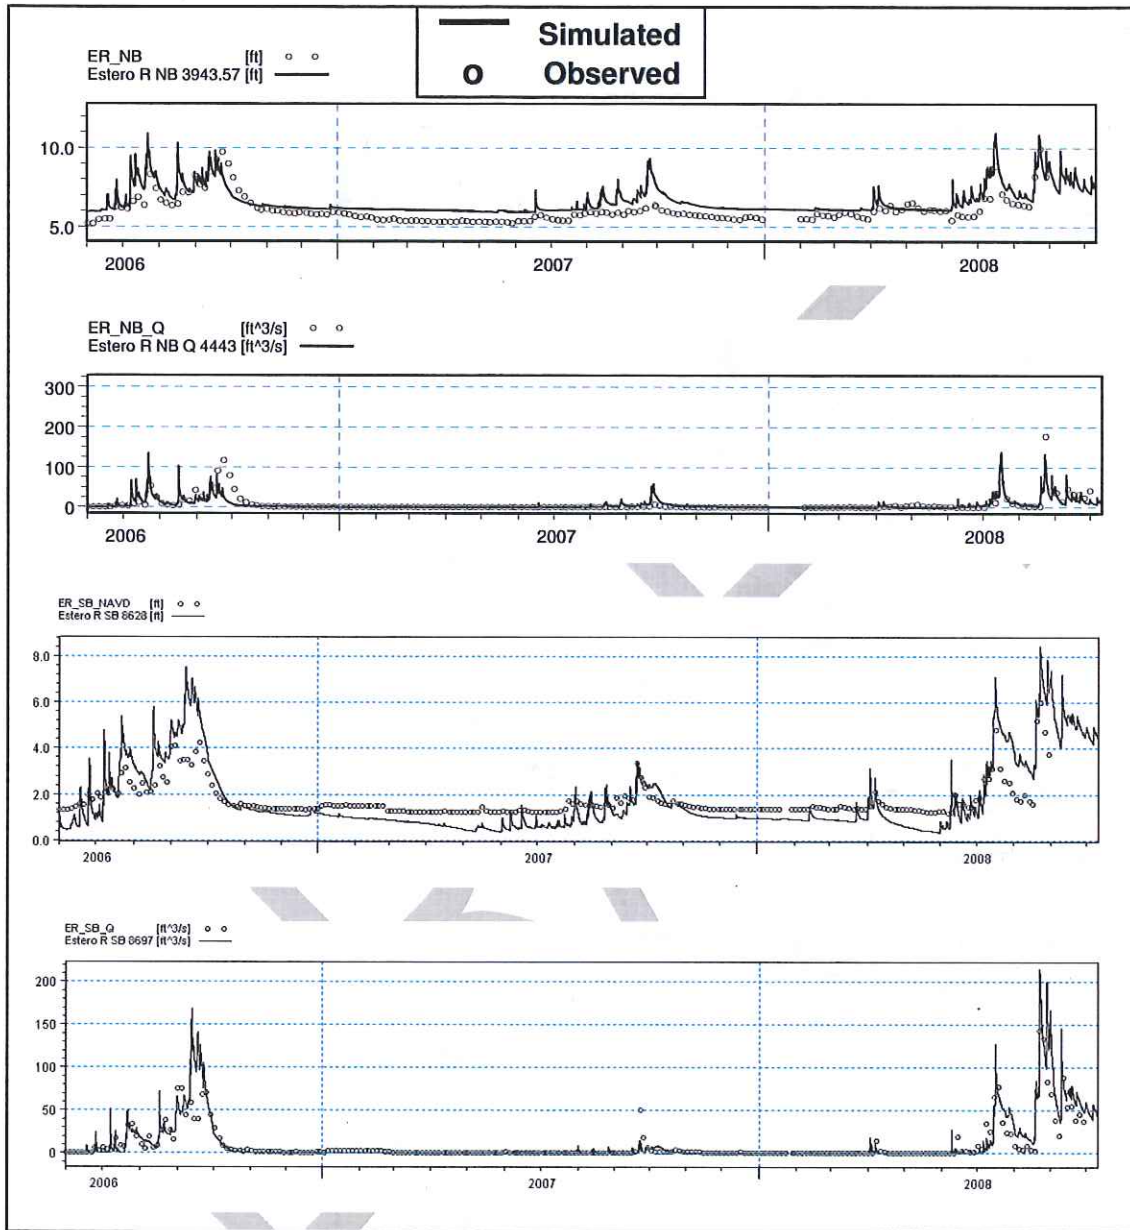 Simulated
o Observed
ER_NB [ft] o o
Estero R NB 3943.57 [ft]
10.0
5.0
2006 2007 2008
ER_NB_Q [ft^3/s] o o
Estero R NB Q 4443 [ft^3/s]
300
200
100
0
2006 2007 2008
ER_SB_NAVD [ft] o o
Estero R SB 8628 [ft]
8.0
6.0
4.0
2.0
0.0
2006 2007 2008
ER_SB_Q [ft^3/s] o o
Estero R SB 8697 [ft^3/s]
200
150
100
50
0
2006 2007 2008